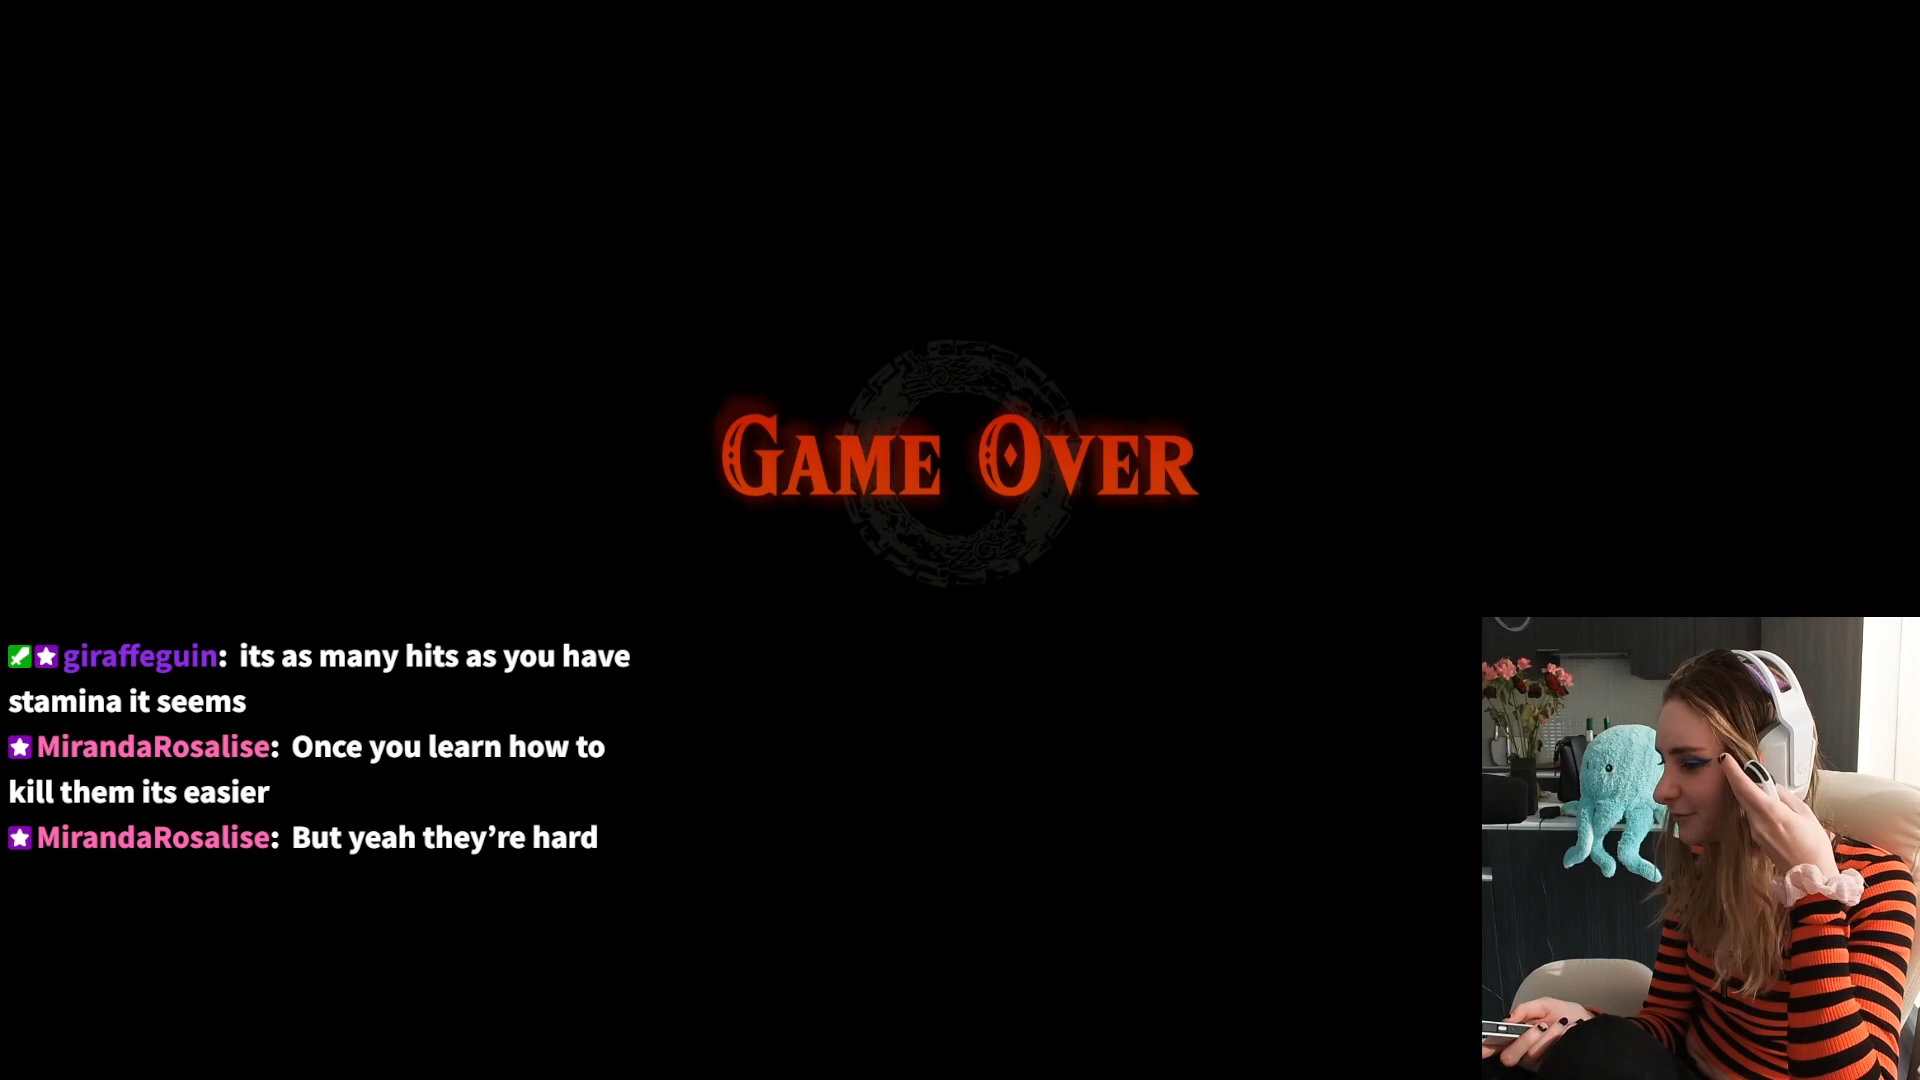 GAME OVER
giraffeguin: its as many hits as you have
stamina it seems
MirandaRosalise: Once you learn how to
kill them its easier
MirandaRosalise: But yeah they’re hard